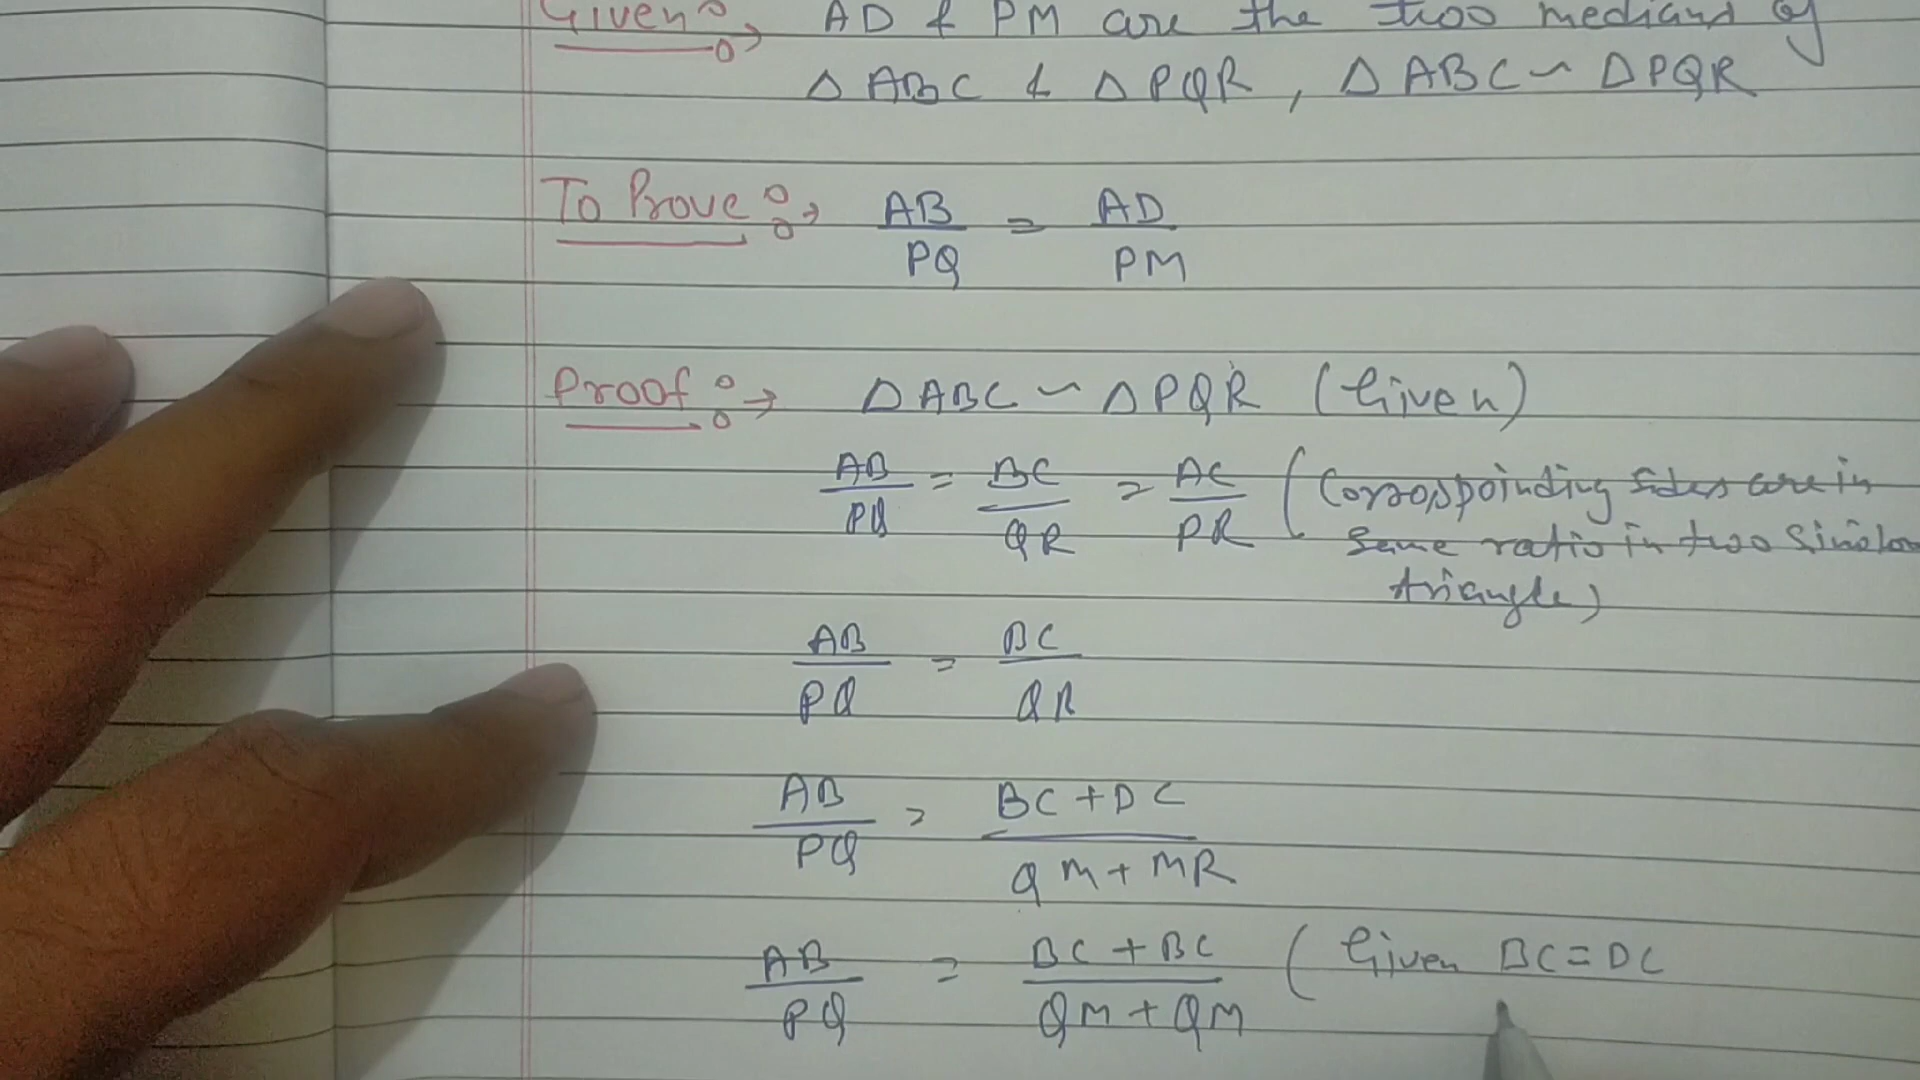 Given :→ AD & PM are the two medians of
△ ABC & △ PQR , △ ABC ~ △PQR
To Prove :→ AB/PQ = AD/PM
Proof :→ △ABC ~ △PQR (Given)
AB/PQ = BC/QR = AC/PR (Corrospoinding sides are in
same ratio in two similar
triangle)
AB/PQ = BC/QR
AB/PQ = BC+DC/QM+MR
AB/PQ = BC+BC/QM+QM (Given BC=DC